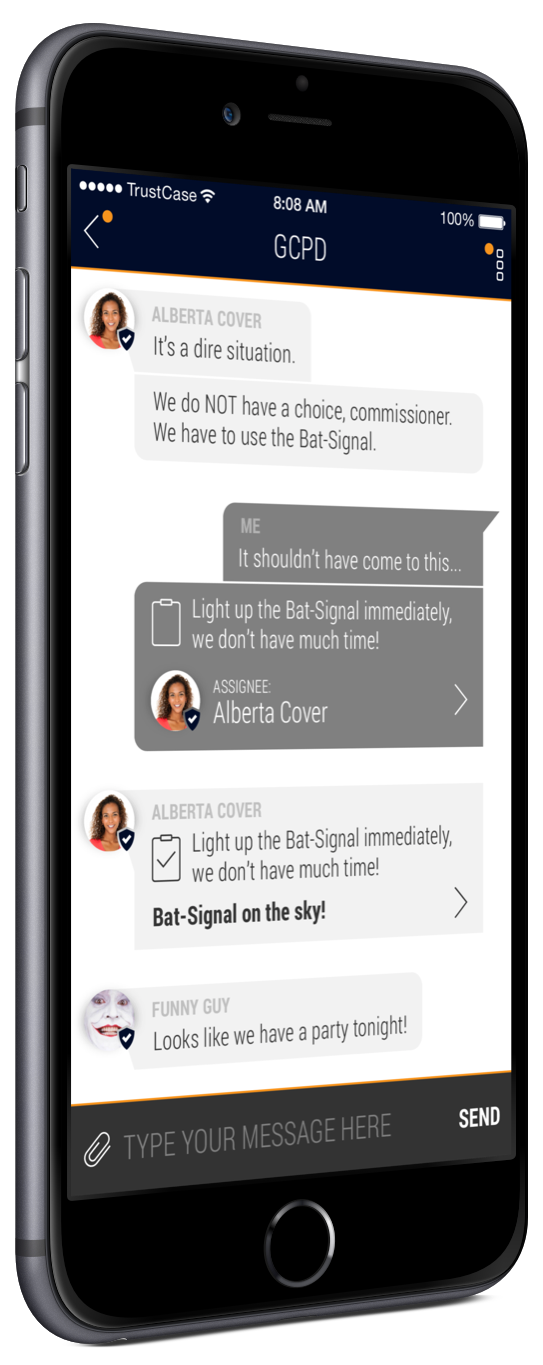 TrustCase
8:08 AM
100%
GCPD
ALBERTA COVER
It's a dire situation.
We do NOT have a choice, commissioner.
We have to use the Bat-Signal.
ME
It shouldn't have come to this...
Light up the Bat-Signal immediately,
we don't have much time!
ASSIGNEE:
Alberta Cover
ALBERTA COVER
Light up the Bat-Signal immediately,
we don't have much time!
Bat-Signal on the sky!
FUNNY GUY
Looks like we have a party tonight!
TYPE YOUR MESSAGE HERE
SEND